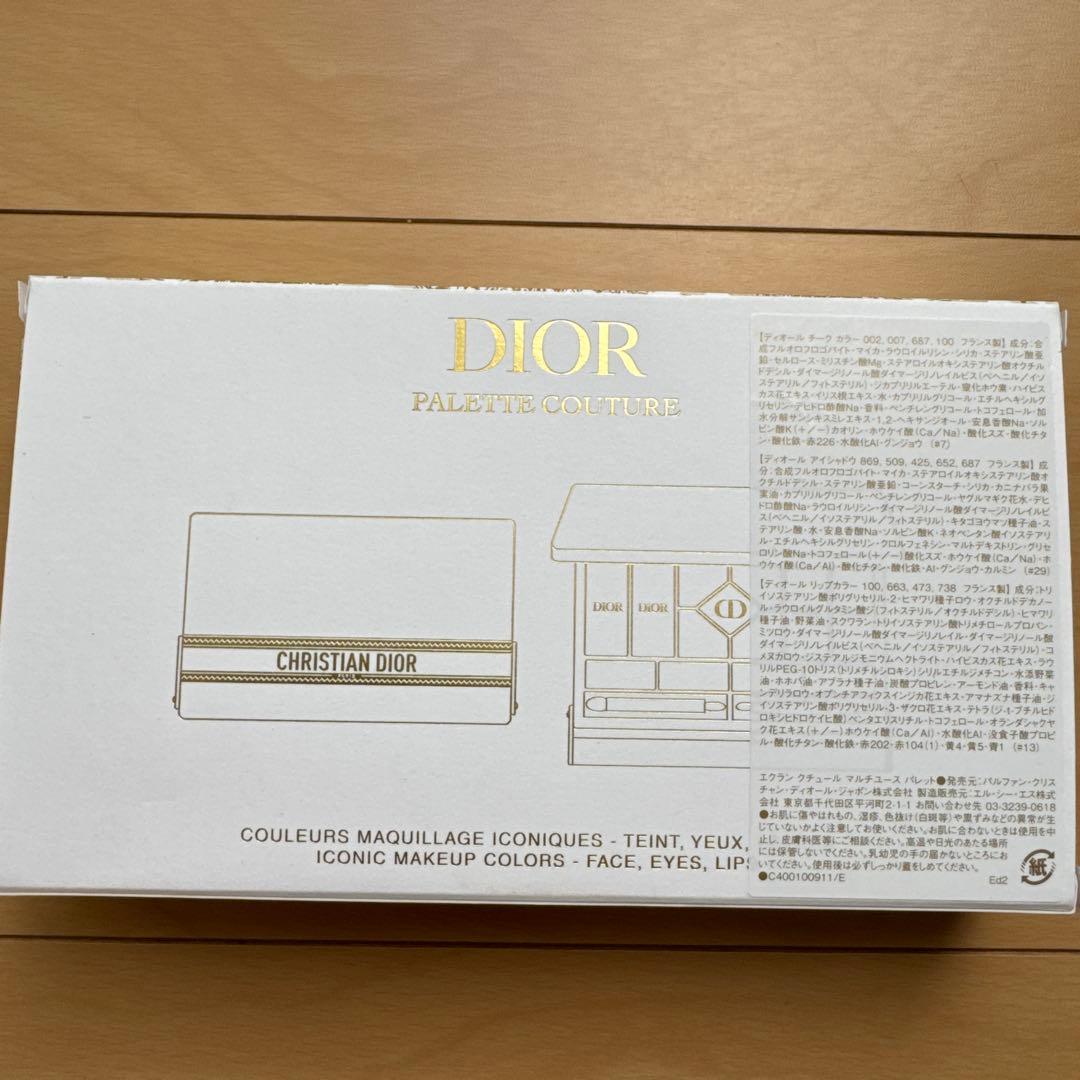 DIOR
PALETTE COUTURE
CHRISTIAN DIOR
PARIS
DIOR DIOR CD
COULEURS MAQUILLAGE ICONIQUES - TEINT, YEUX,
ICONIC MAKEUP COLORS - FACE, EYES, LIPS
【ディオール チーク カラー 002, 007, 687, 100 フランス製】成分:合
成フルオロフロゴパイト・マイカ・ラウロイルリシン・シリカ・ステアリン酸亜
鉛・セルロース・ミリスチン酸Mg・ステアロイルオキシステアリン酸オクチル
ドデシル・ダイマージリノール酸ダイマージリノレイルビス(ベヘニル/イソ
ステアリル/フィトステリル)・ジカプリリルエーテル・窒化ホウ素・ハイビス
カス花エキス・イリス根エキス・水・カプリリルグリコール・エチルヘキシルグ
リセリン・デヒドロ酢酸Na・香料・ペンチレングリコール・トコフェロール・加
水分解サンシキスミレエキス・1,2-ヘキサンジオール・安息香酸Na・ソル
ビン酸K(+/−)カオリン・ホウケイ酸(Ca/Na)・酸化スズ・酸化チタ
ン・酸化鉄・赤226・水酸化Al・グンジョウ (#7)
【ディオール アイシャドウ 869, 509, 425, 652, 687 フランス製】成
分:合成フルオロフロゴパイト・マイカ・ステアロイルオキシステアリン酸オ
クチルドデシル・ステアリン酸亜鉛・コーンスターチ・シリカ・カニナバラ果
実油・カプリリルグリコール・ペンチレングリコール・ヤグルマギク花水・デヒ
ドロ酢酸Na・ラウロイルリシン・ダイマージリノール酸ダイマージリノレイルビ
ス(ベヘニル/イソステアリル/フィトステリル)・キタゴヨウマツ種子油・ス
テアリン酸・水・安息香酸Na・ソルビン酸K・ネオペンタン酸イソステアリ
ル・エチルヘキシルグリセリン・クロルフェネシン・マルトデキストリン・グリセ
ロリン酸Na・トコフェロール(+/−)酸化スズ・ホウケイ酸(Ca/Na)・ホ
ウケイ酸(Ca/Al)・酸化チタン・酸化鉄・Al・グンジョウ・カルミン (#29)
【ディオール リップカラー 100, 663, 473, 738 フランス製】成分:トリ
イソステアリン酸ポリグリセリル-2・ヒマワリ種子ロウ・オクチルドデカノー
ル・ラウロイルグルタミン酸ジ(フィトステリル/オクチルドデシル)・ヒマワリ
種子油・野菜油・スクワラン・トリイソステアリン酸トリメチロールプロパン・
ミツロウ・ダイマージリノール酸ダイマージリノレイル・ダイマージリノール酸
ダイマージリノレイルビス(ベヘニル/イソステアリル/フィトステリル)・コ
メヌカロウ・ジステアルジモニウムヘクトライト・ハイビスカス花エキス・ラウ
リルPEG-10トリス(トリメチルシロキシ)シリルエチルジメチコン・水添野菜
油・水・ホホバ油・アブラナ種子油・炭酸プロピレン・アーモンド油・香料・キャ
ンデリラロウ・オプンチアフィクスインジカ花エキス・アマナズナ種子油・ジ
イソステアリン酸ポリグリセリル-3・ザクロ花エキス・テトラ(ジ-t-ブチルヒド
ロキシヒドロケイヒ酸)ペンタエリスリチル・トコフェロール・オランダシャクヤ
ク花エキス(+/−)ホウケイ酸(Ca/Al)・水酸化Al・没食子酸プロピ
ル・酸化チタン・酸化鉄・赤202・赤104(1)・黄4・黄5・青1 (#13)
エクラン クチュール マルチユース パレット●発売元:パルファン・クリス
チャン・ディオール・ジャポン株式会社 製造販売元:エル・シー・エス株式会
社 東京都千代田区平河町2-1-1 お問い合わせ先 03-3239-0618
●お肌に傷やはれもの、湿疹、色抜け(白斑等)や黒ずみなどの異常が生
じていないかよく注意してお使いください。お肌に合わないときは使用を中
止し、皮膚科医等にご相談ください。高温や日光のあたる場所
には保管しないでください。乳幼児の手の届かないところにお
いてください。使用後は必ずしっかり蓋をしめてください。
●C400100911/E Ed2 紙